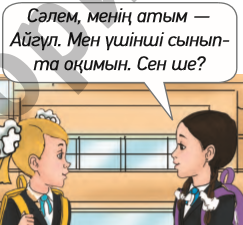 Сәлем, менің атым —
Айгүл. Мен үшінші сынып-
та оқимын. Сен ше?